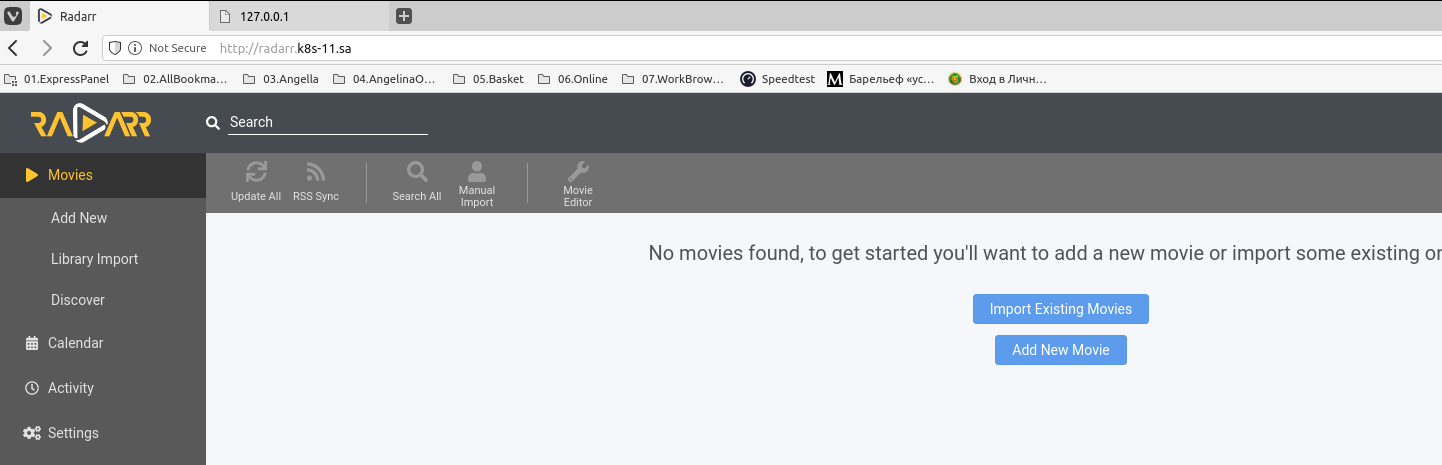 Radarr
127.0.0.1
Not Secure http://radarr.k8s-11.sa
01.ExpressPanel 02.AllBookma... 03.Angella 04.AngelinaO... 05.Basket 06.Online 07.WorkBrow... Speedtest Барельеф «ус... Вход в Личн...
RADARR
Search
Movies
Add New
Library Import
Discover
Calendar
Activity
Settings
Update All
RSS Sync
Search All
Manual
Import
Movie
Editor
No movies found, to get started you'll want to add a new movie or import some existing or
Import Existing Movies
Add New Movie